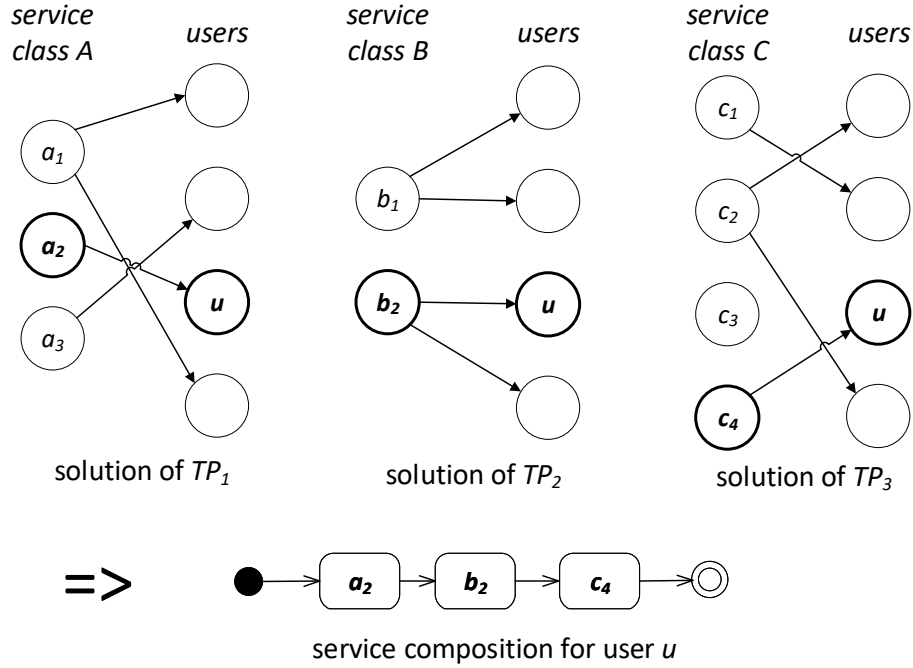 service class A
users
a1
a2
a3
u
solution of TP1
service class B
users
b1
b2
u
solution of TP2
service class C
users
c1
c2
c3
c4
u
solution of TP3
=>
a2
b2
c4
service composition for user u